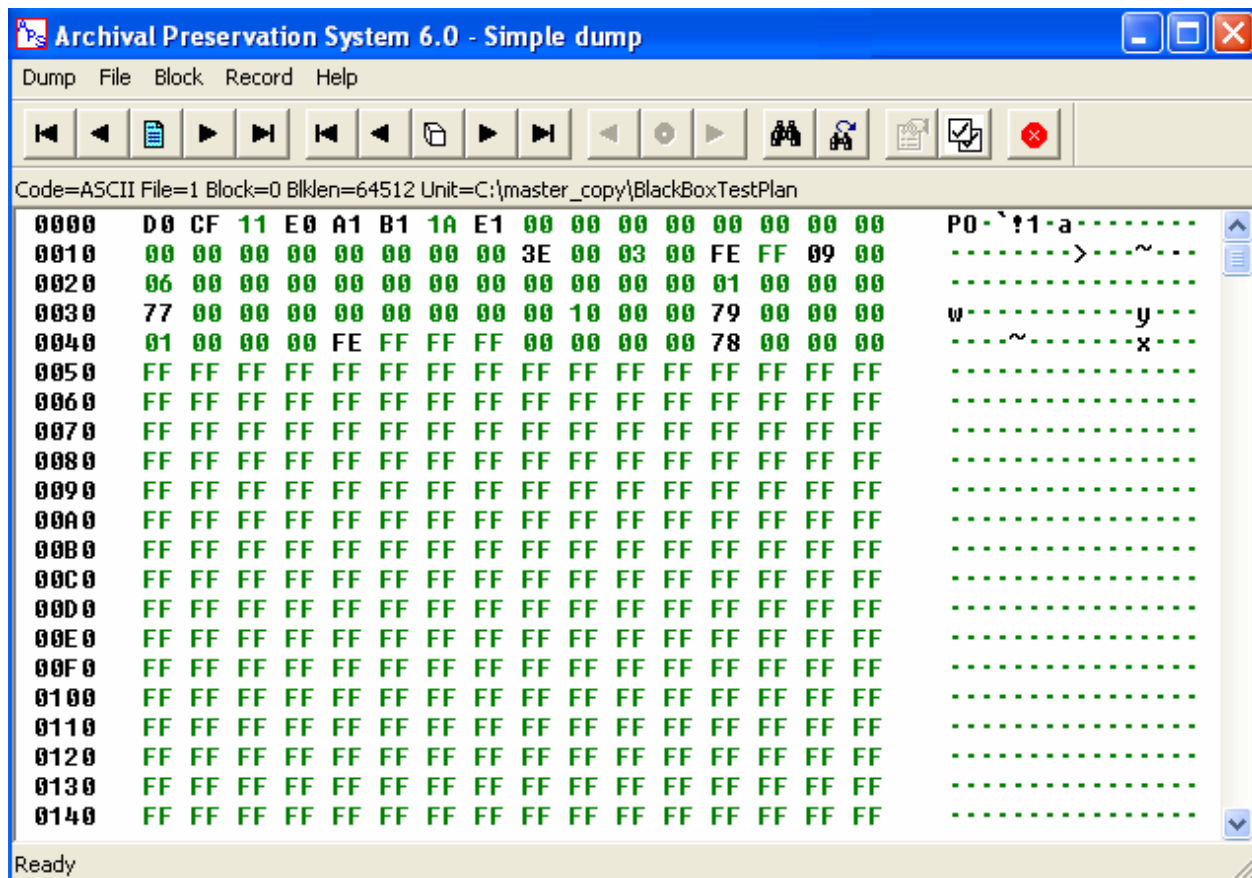 Archival Preservation System 6.0 - Simple dump
Dump File Block Record Help
Code=ASCII File=1 Block=0 Blklen=64512 Unit=C:\master_copy\BlackBoxTestPlan
0000 D0 CF 11 E0 A1 B1 1A E1 00 00 00 00 00 00 00 00 PO-`!1-a--------
0010 00 00 00 00 00 00 00 00 3E 00 03 00 FE FF 09 00 -------->---~---
0020 06 00 00 00 00 00 00 00 00 00 00 00 01 00 00 00 ----------------
0030 77 00 00 00 00 00 00 00 00 10 00 00 79 00 00 00 w-----------y---
0040 01 00 00 00 FE FF FF FF 00 00 00 00 78 00 00 00 ----~-------x---
0050 FF FF FF FF FF FF FF FF FF FF FF FF FF FF FF FF ----------------
0060 FF FF FF FF FF FF FF FF FF FF FF FF FF FF FF FF ----------------
0070 FF FF FF FF FF FF FF FF FF FF FF FF FF FF FF FF ----------------
0080 FF FF FF FF FF FF FF FF FF FF FF FF FF FF FF FF ----------------
0090 FF FF FF FF FF FF FF FF FF FF FF FF FF FF FF FF ----------------
00A0 FF FF FF FF FF FF FF FF FF FF FF FF FF FF FF FF ----------------
00B0 FF FF FF FF FF FF FF FF FF FF FF FF FF FF FF FF ----------------
00C0 FF FF FF FF FF FF FF FF FF FF FF FF FF FF FF FF ----------------
00D0 FF FF FF FF FF FF FF FF FF FF FF FF FF FF FF FF ----------------
00E0 FF FF FF FF FF FF FF FF FF FF FF FF FF FF FF FF ----------------
00F0 FF FF FF FF FF FF FF FF FF FF FF FF FF FF FF FF ----------------
0100 FF FF FF FF FF FF FF FF FF FF FF FF FF FF FF FF ----------------
0110 FF FF FF FF FF FF FF FF FF FF FF FF FF FF FF FF ----------------
0120 FF FF FF FF FF FF FF FF FF FF FF FF FF FF FF FF ----------------
0130 FF FF FF FF FF FF FF FF FF FF FF FF FF FF FF FF ----------------
0140 FF FF FF FF FF FF FF FF FF FF FF FF FF FF FF FF ----------------
Ready